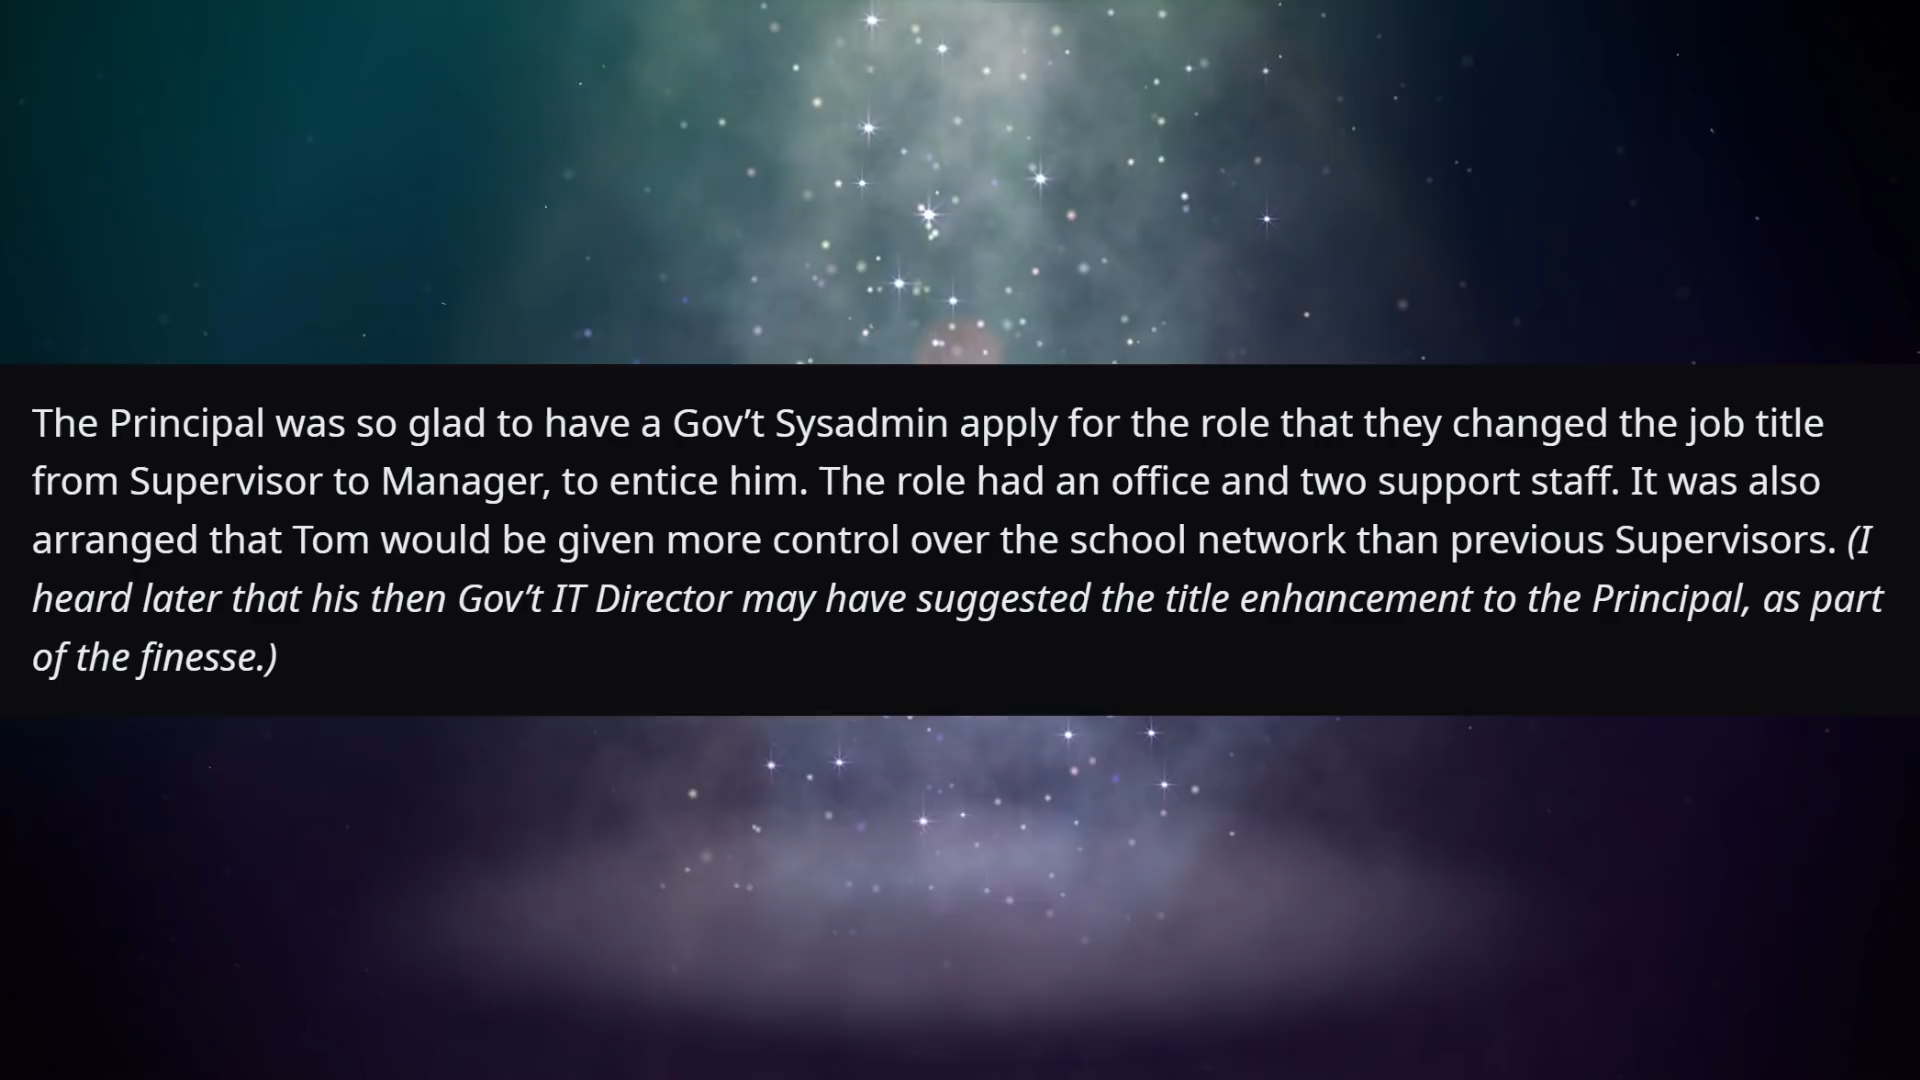 The Principal was so glad to have a Gov’t Sysadmin apply for the role that they changed the job title
from Supervisor to Manager, to entice him. The role had an office and two support staff. It was also
arranged that Tom would be given more control over the school network than previous Supervisors. (I
heard later that his then Gov’t IT Director may have suggested the title enhancement to the Principal, as part
of the finesse.)